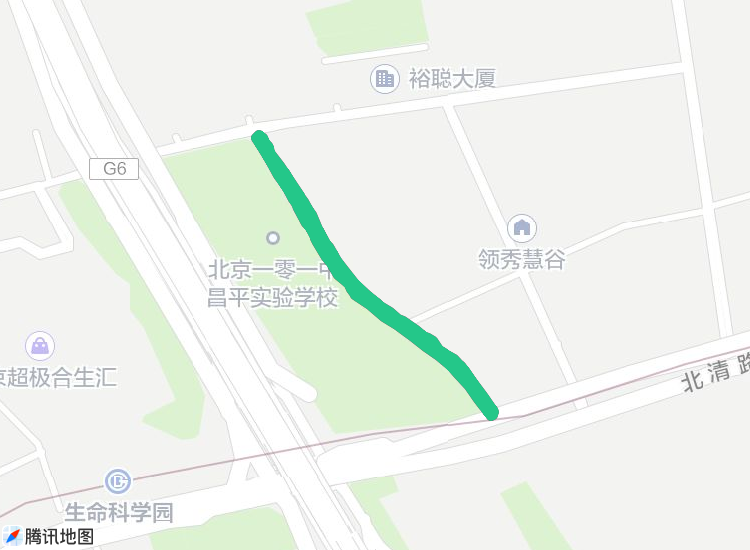 裕聪大厦
G6
领秀慧谷
北京一零一中
昌平实验学校
北清路
京超极合生汇
生命科学园
腾讯地图